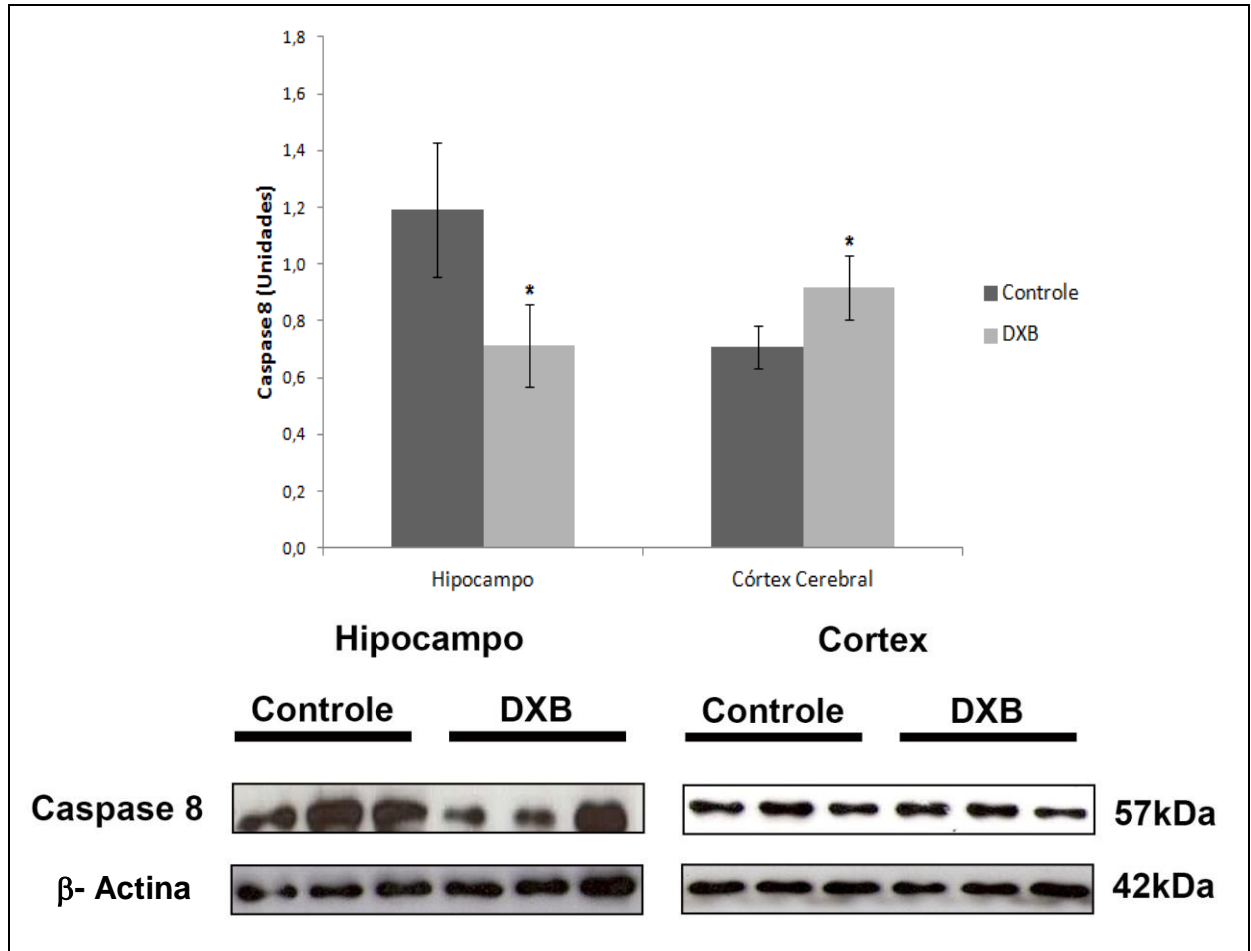 1,8
1,6
1,4
1,2
1,0
0,8
0,6
0,4
0,2
0,0
Caspase 8 (Unidades)
*
*
Controle
DXB
Hipocampo
Córtex Cerebral
Hipocampo
Cortex
Controle
DXB
Controle
DXB
Caspase 8
57kDa
β- Actina
42kDa